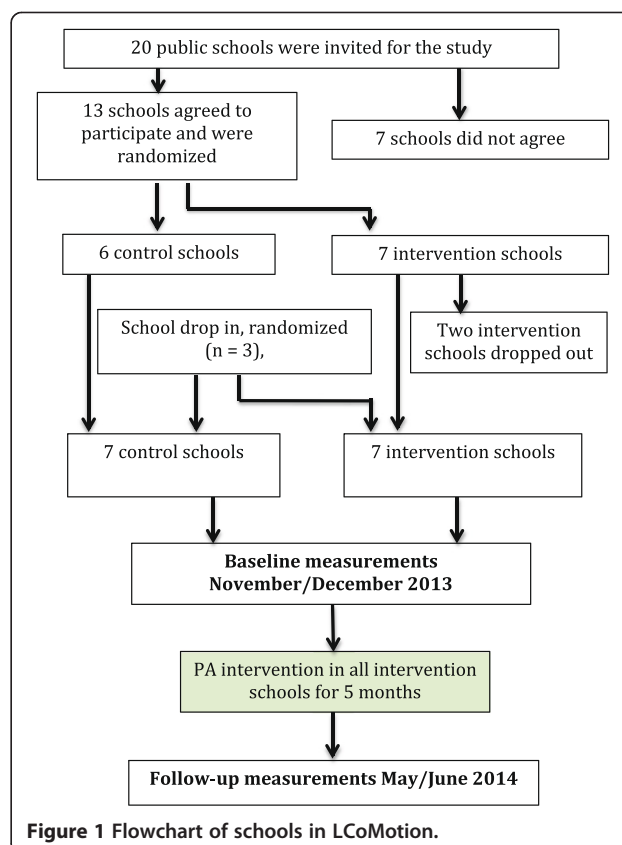 20 public schools were invited for the study
13 schools agreed to
participate and were
randomized
7 schools did not agree
6 control schools
7 intervention schools
School drop in, randomized
(n = 3),
Two intervention
schools dropped out
7 control schools
7 intervention schools
Baseline measurements
November/December 2013
PA intervention in all intervention
schools for 5 months
Follow-up measurements May/June 2014
Figure 1 Flowchart of schools in LCoMotion.